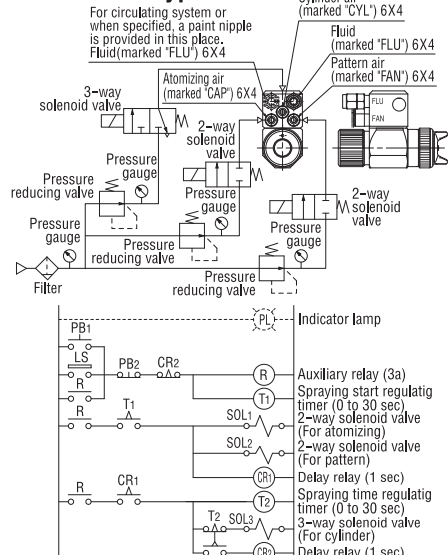 Cylinder air
(marked "CYL") 6X4
For circulating system or
when specified, a paint nipple
is provided in this place.
Fluid(marked "FLU") 6X4
Fluid
(marked "FLU") 6X4
Pattern air
(marked "FAN") 6X4
Atomizing air
(marked "CAP") 6X4
FLU
FAN
3-way
solenoid valve
2-way
solenoid
valve
Pressure
gauge
Pressure
reducing valve
Pressure
gauge
2-way
solenoid
valve
Pressure
gauge
Pressure
reducing valve
Pressure
gauge
Pressure
reducing valve
Filter
PL
Indicator lamp
PB1
LS
PB2
CR2
R
R
Auxiliary relay (3a)
T1
Spraying start regulatig
timer (0 to 30 sec)
R
T1
SOL1
2-way solenoid valve
(For atomizing)
SOL2
2-way solenoid valve
(For pattern)
CR1
Delay relay (1 sec)
R
CR1
T2
Spraying time regulatig
timer (0 to 30 sec)
T2
SOL3
3-way solenoid valve
(For cylinder)
CR2
Delay relay (1 sec)